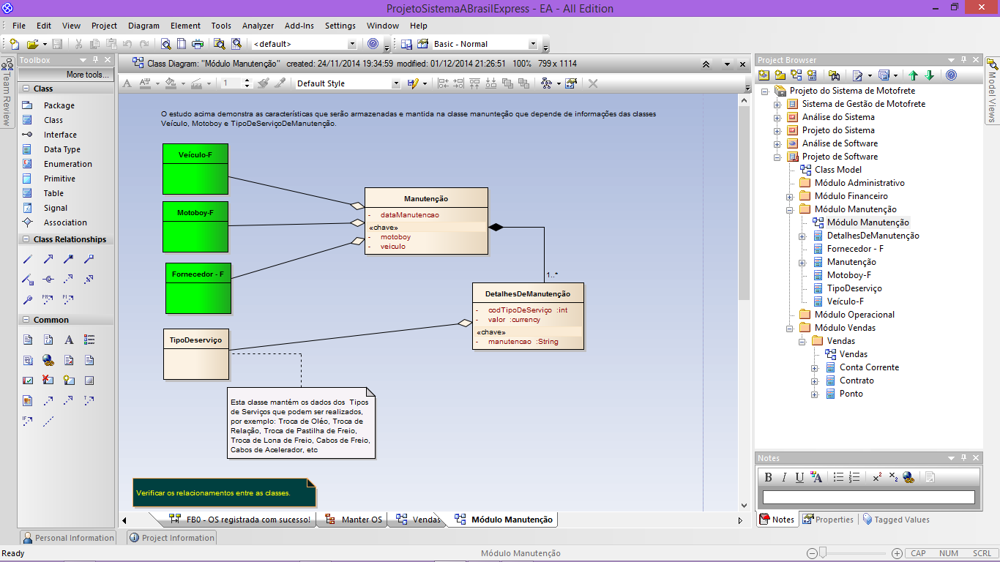 ProjetoSistemaABrasilExpress - EA - All Edition
File Edit View Project Diagram Element Tools Analyzer Add-Ins Settings Window Help
<default> Basic - Normal
Team Review
Toolbox
More tools...
Class
Package
Class
Interface
Data Type
Enumeration
Primitive
Table
Signal
Association
Class Relationships
Common
Class Diagram: "Módulo Manutenção" created: 24/11/2014 19:34:59 modified: 01/12/2014 21:26:51 100% 799 x 1114
1 Default Style
O estudo acima demonstra as características que serão armazenadas e mantida na classe manunteção que depende de informações das classes
Veículo, Motoboy e TipoDeServiçoDeManutenção.
Veículo-F
Motoboy-F
Fornecedor - F
TipoDeserviço
Manutenção
- dataManutencao
«chave»
- motoboy
- veiculo
1..*
DetalhesDeManutenção
- codTipoDeServiço :int
- valor :currency
«chave»
- manutencao :String
Esta classe mantém os dados dos Tipos
de Serviços que podem ser realizados,
por exemplo: Troca de Oléo, Troca de
Relação, Troca de Pastilha de Freio,
Troca de Lona de Freio, Cabos de Freio,
Cabos de Acelerador, etc
Verificar os relacionamentos entre as classes.
FB0 - OS registrada com sucesso! Manter OS Vendas Módulo Manutenção
Project Browser
Projeto do Sistema de Motofrete
Sistema de Gestão de Motofrete
Análise do Sistema
Projeto do Sistema
Análise de Software
Projeto de Software
Class Model
Módulo Administrativo
Módulo Financeiro
Módulo Manutenção
Módulo Manutenção
DetalhesDeManutenção
Fornecedor - F
Manutenção
Motoboy-F
TipoDeserviço
Veículo-F
Módulo Operacional
Módulo Vendas
Vendas
Vendas
Conta Corrente
Contrato
Ponto
Model Views
Notes
B I U A x² x₂
Notes Properties Tagged Values
Personal Information Project Information
Ready Módulo Manutenção CAP NUM SCRL